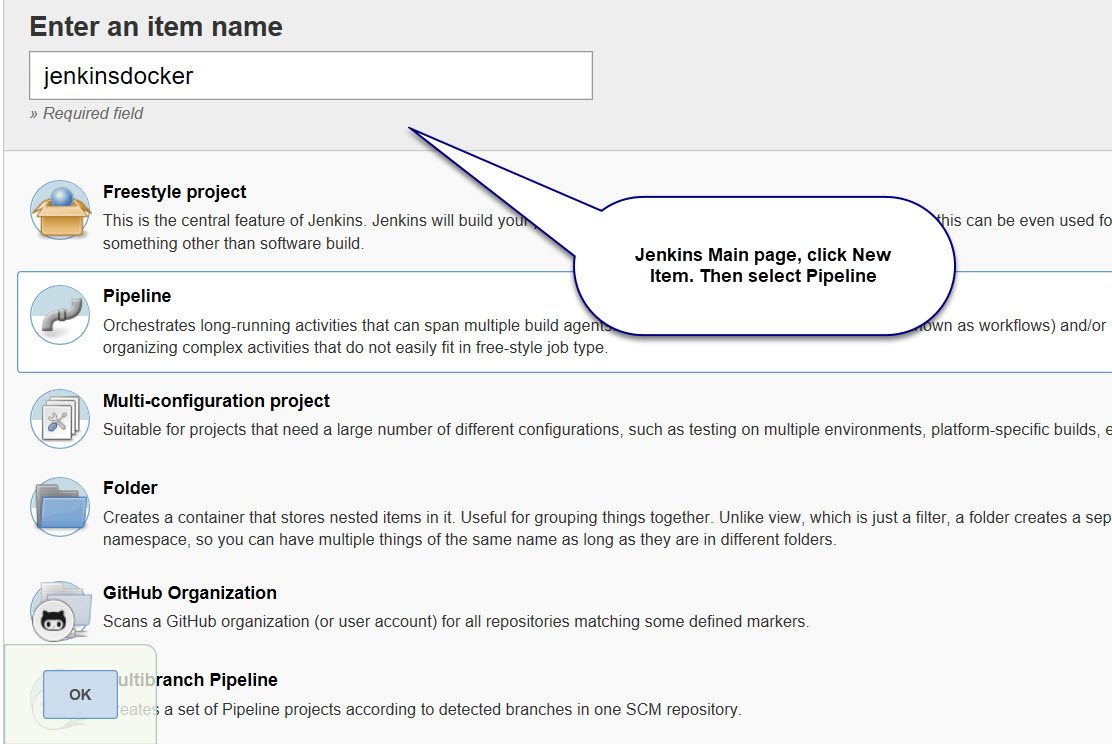 Enter an item name
jenkinsdocker
» Required field
Freestyle project
This is the central feature of Jenkins. Jenkins will build your this can be even used fo
something other than software build.
Jenkins Main page, click New
Item. Then select Pipeline
Pipeline
Orchestrates long-running activities that can span multiple build agents as workflows) and/or
organizing complex activities that do not easily fit in free-style job type.
Multi-configuration project
Suitable for projects that need a large number of different configurations, such as testing on multiple environments, platform-specific builds, e
Folder
Creates a container that stores nested items in it. Useful for grouping things together. Unlike view, which is just a filter, a folder creates a sep
namespace, so you can have multiple things of the same name as long as they are in different folders.
GitHub Organization
Scans a GitHub organization (or user account) for all repositories matching some defined markers.
Multibranch Pipeline
OK
Creates a set of Pipeline projects according to detected branches in one SCM repository.